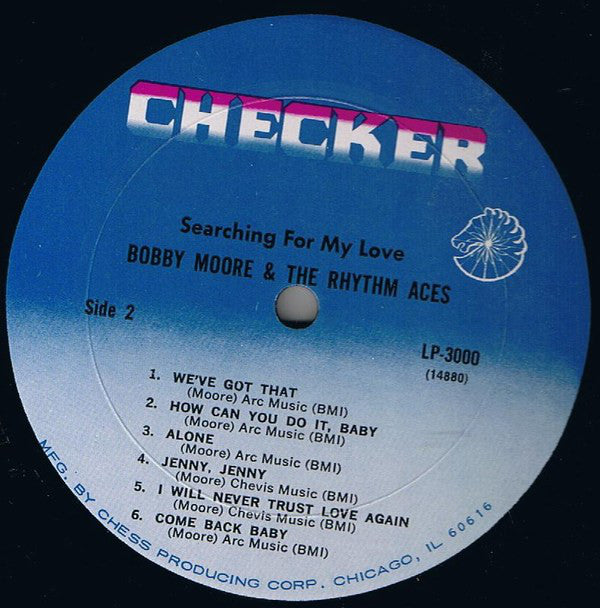 CHECKER
Searching For My Love
BOBBY MOORE & THE RHYTHM ACES
Side 2
LP-3000
(14880)
1. WE'VE GOT THAT
(Moore) Arc Music (BMI)
2. HOW CAN YOU DO IT, BABY
(Moore) Arc Music (BMI)
3. ALONE
(Moore) Arc Music (BMI)
4. JENNY, JENNY
(Moore) Chevis Music (BMI)
5. I WILL NEVER TRUST LOVE AGAIN
(Moore) Chevis Music (BMI)
6. COME BACK BABY
(Moore) Arc Music (BMI)
MFG. BY CHESS PRODUCING CORP. CHICAGO, IL 60616